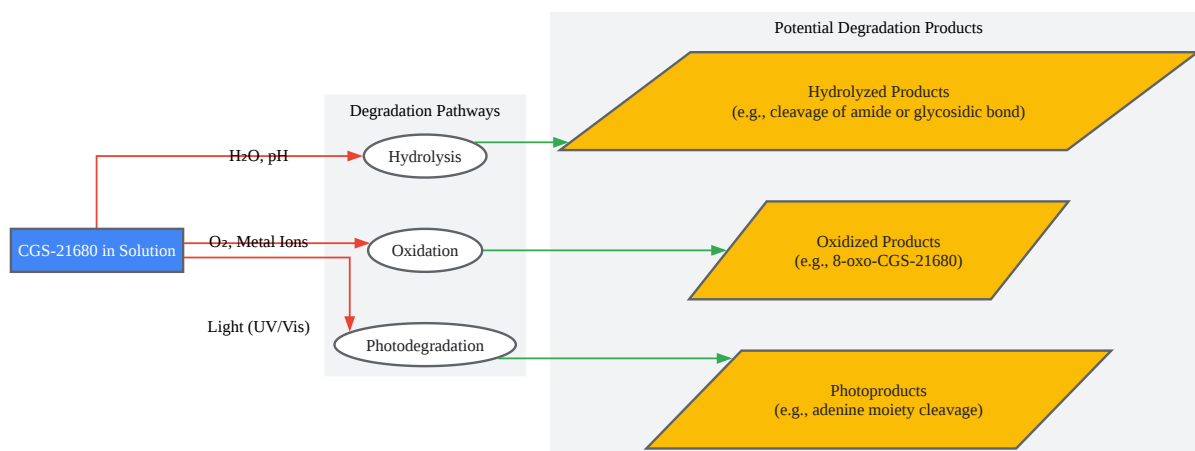 Potential Degradation Products
Hydrolyzed Products
(e.g., cleavage of amide or glycosidic bond)
Degradation Pathways
H₂O, pH
Hydrolysis
CGS-21680 in Solution
O₂, Metal Ions
Oxidation
Oxidized Products
(e.g., 8-oxo-CGS-21680)
Light (UV/Vis)
Photodegradation
Photoproducts
(e.g., adenine moiety cleavage)